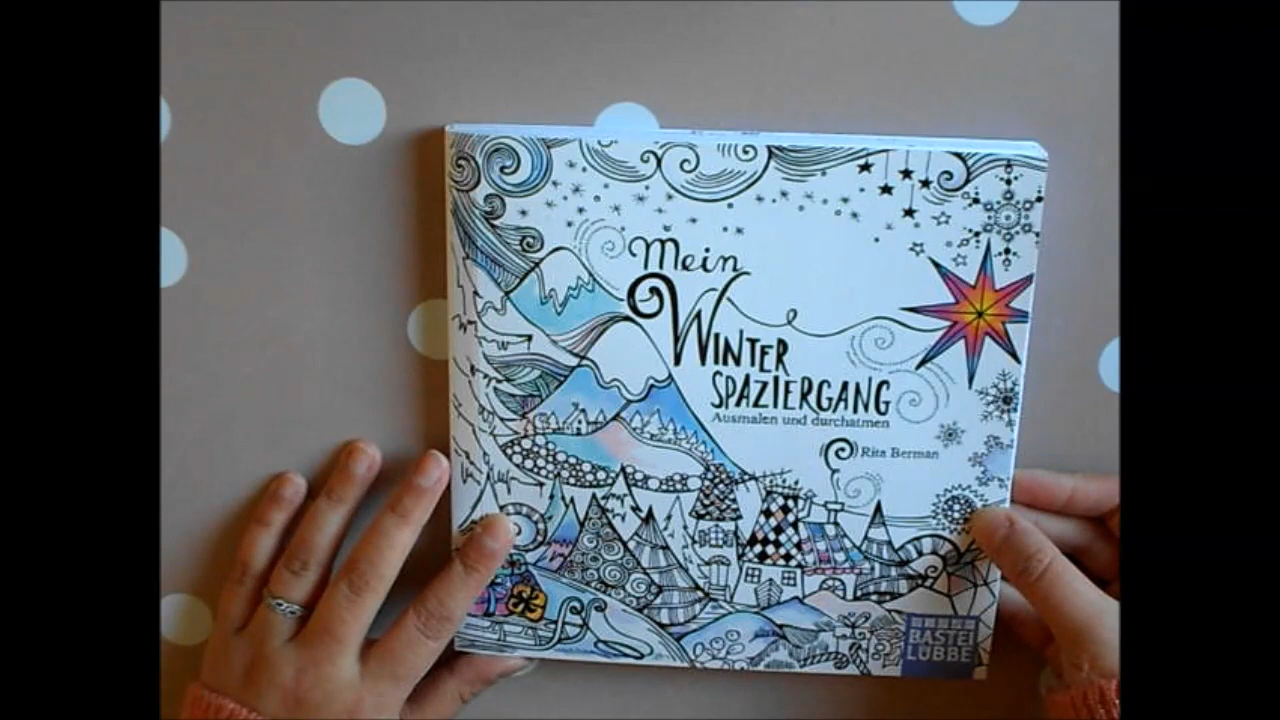 Mein
WINTER
SPAZIERGANG
Ausmalen und durchatmen
Rita Berman
BASTEI
LÜBBE